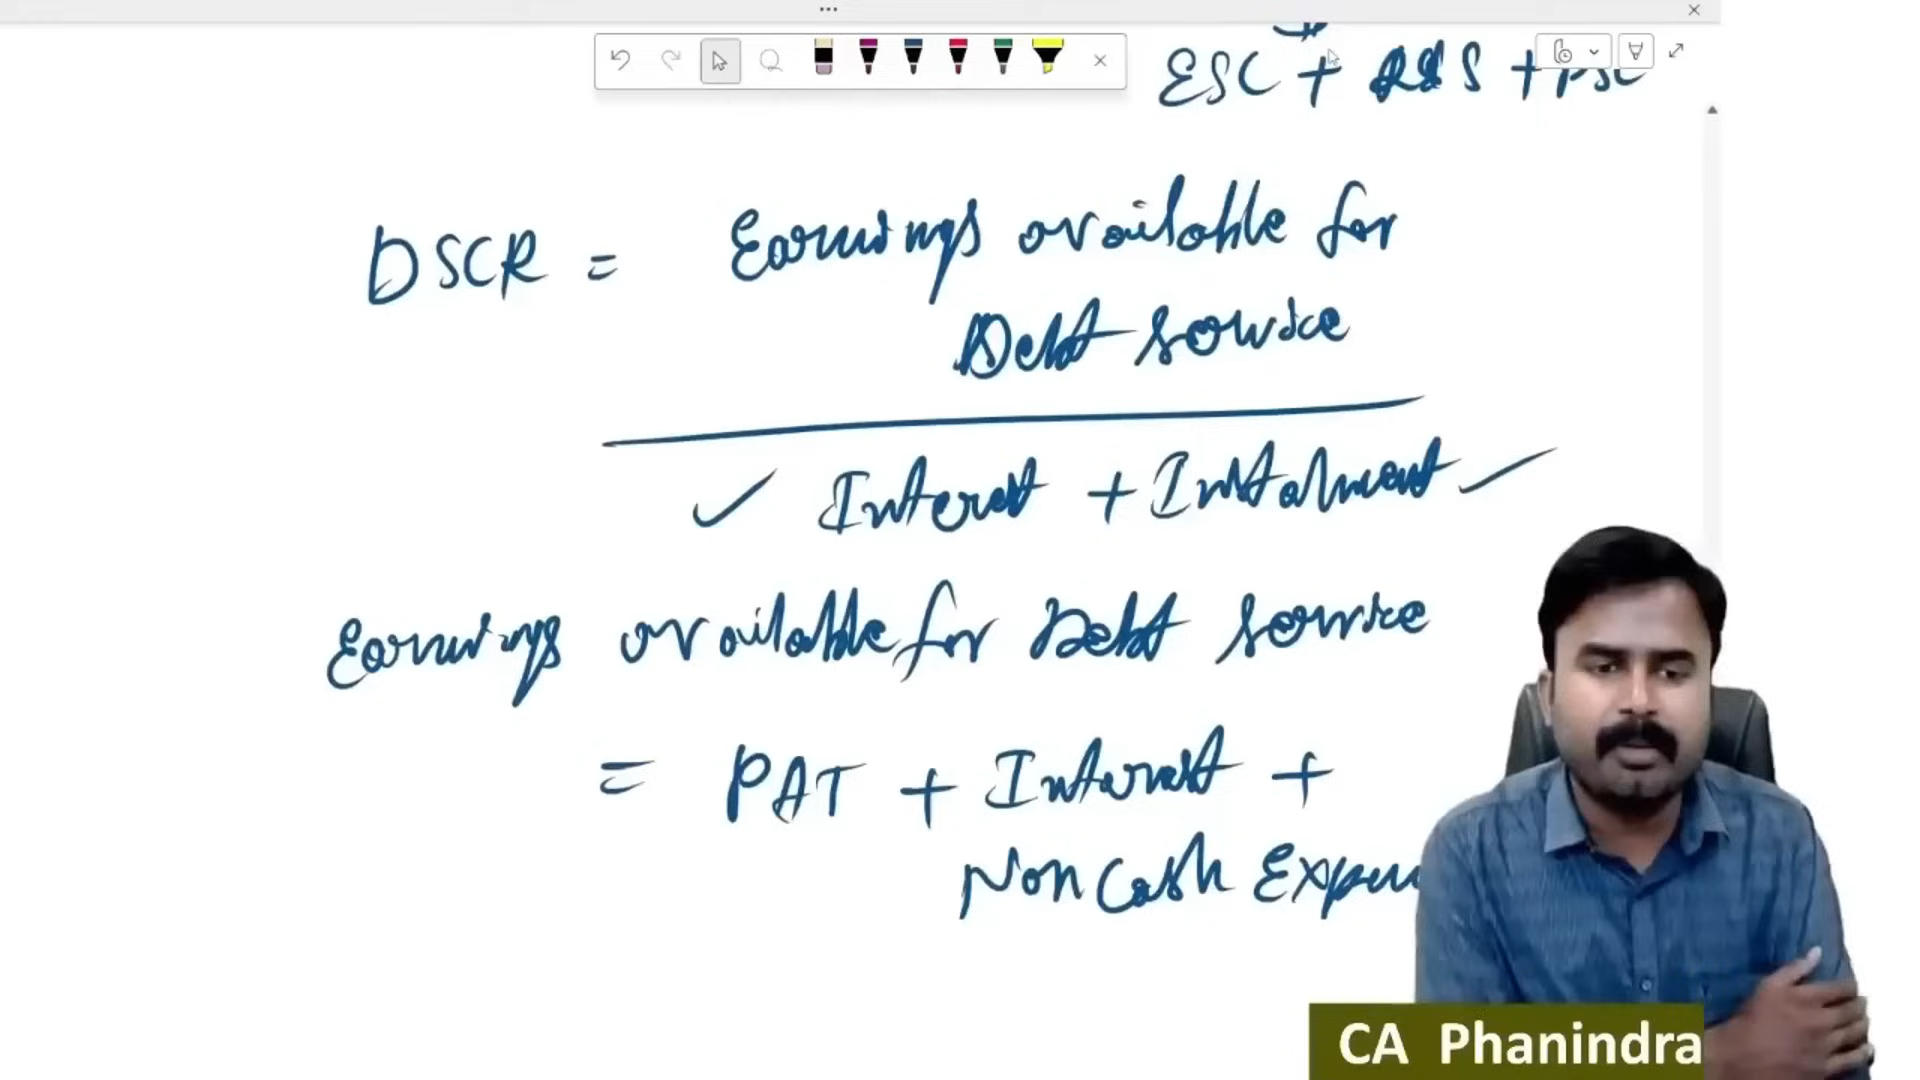 ESC + R&S + PSC
DSCR = Earnings available for
Debt service
Interest + Instalment
Earnings available for Debt service
= PAT + Interest +
Non Cash Expen
CA Phanindra